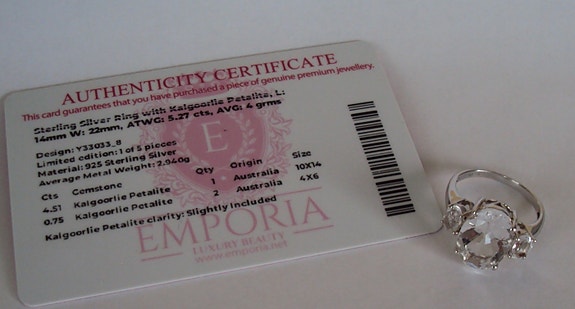 AUTHENTICITY CERTIFICATE
This card guarantees that you have purchased a piece of genuine premium jewellery.
Sterling Silver Ring with Kalgoorlie Petalite, L:
14mm W: 22mm, ATWG: 5.27 cts, AVG: 4 grms
Design: Y33033_8
Limited edition: 1 of 5 pieces
Material: 925 Sterling Silver
Average Metal Weight: 2.940g
Cts Gemstone Qty Origin Size
4.51 Kalgoorlie Petalite 1 Australia 10X14
0.75 Kalgoorlie Petalite 2 Australia 4X6
Kalgoorlie Petalite clarity: Slightly Included
E
EMPORIA
LUXURY BEAUTY
www.emporia.net